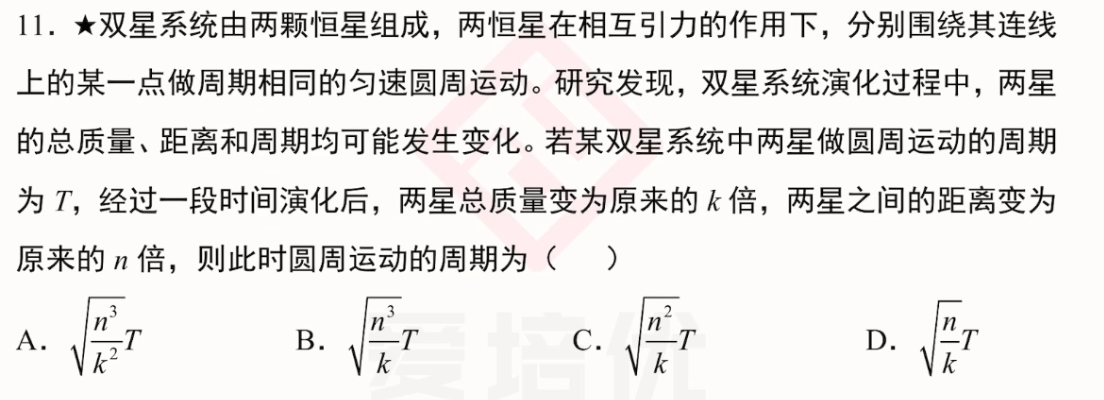 11．★双星系统由两颗恒星组成，两恒星在相互引力的作用下，分别围绕其连线
上的某一点做周期相同的匀速圆周运动。研究发现，双星系统演化过程中，两星
的总质量、距离和周期均可能发生变化。若某双星系统中两星做圆周运动的周期
为 T，经过一段时间演化后，两星总质量变为原来的 k 倍，两星之间的距离变为
原来的 n 倍，则此时圆周运动的周期为（　　）
A．$\sqrt{\frac{n^3}{k^2}}T$　B．$\sqrt{\frac{n^3}{k}}T$　C．$\sqrt{\frac{n^2}{k}}T$　D．$\sqrt{\frac{n}{k}}T$
爱培优